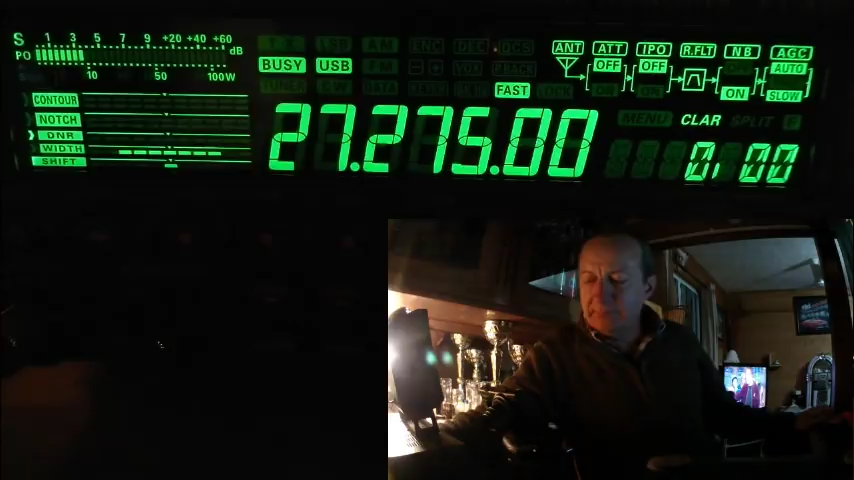 S 1 3 5 7 9 +20 +40 +60 dB
PO 10 50 100W
BUSY USB
FAST
ANT ATT IPO R.FLT NB AGC
OFF OFF AUTO
ON SLOW
CONTOUR
NOTCH
DNR
WIDTH
SHIFT
27.275.00
MENU CLAR SPLIT
0.00